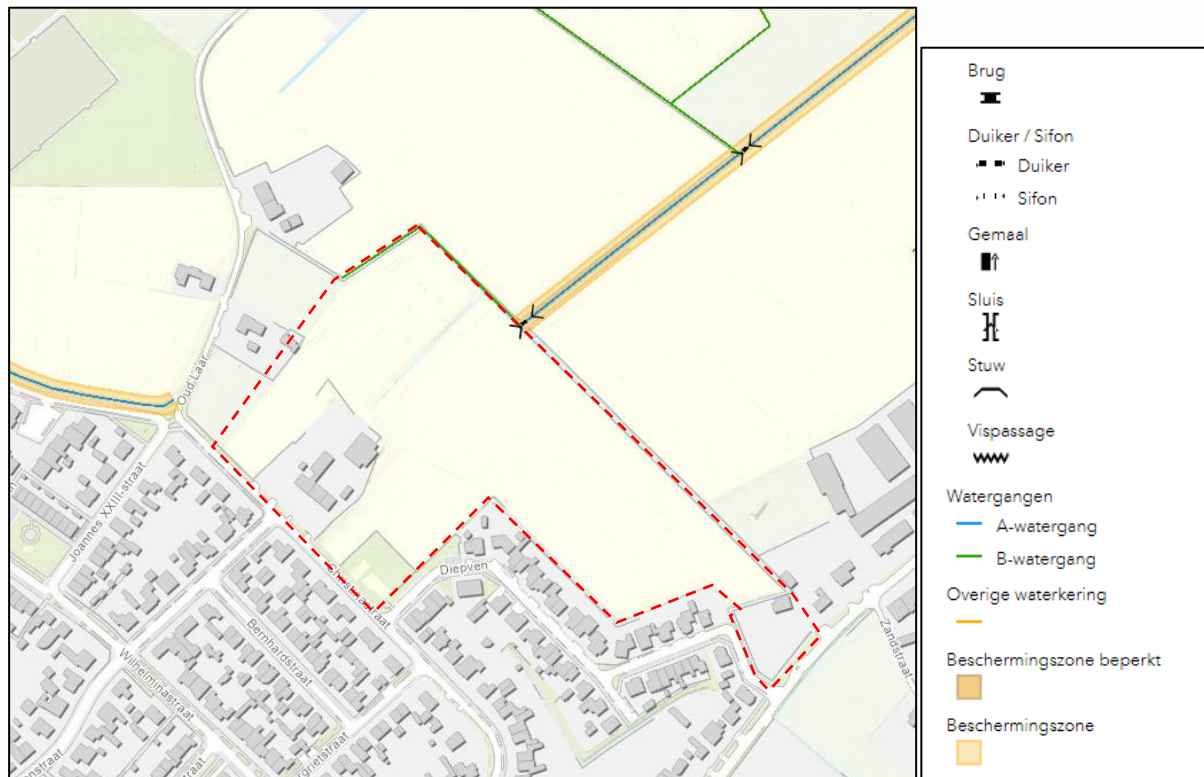 Oud Laar
Joannes XXIII-straat
Diepven
Bernhardstraat
Wilhelminastraat
Zandstraat
Brug
Duiker / Sifon
Duiker
Sifon
Gemaal
Sluis
Stuw
Vispassage
Watergangen
A-watergang
B-watergang
Overige waterkering
Beschermingszone beperkt
Beschermingszone